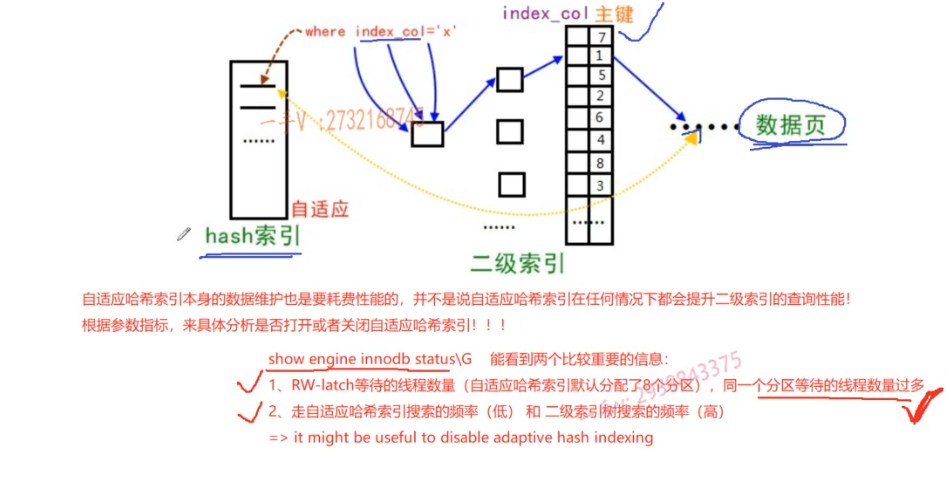 index_col 主键
where index_col='x'
7
1
5
2
6
4
8
3
......
一手V :2732168743
......
数据页
自适应
hash索引
......
二级索引
自适应哈希索引本身的数据维护也是要耗费性能的，并不是说自适应哈希索引在任何情况下都会提升二级索引的查询性能！
根据参数指标，来具体分析是否打开或者关闭自适应哈希索引！！！
show engine innodb status\G 能看到两个比较重要的信息：
1、RW-latch等待的线程数量（自适应哈希索引默认分配了8个分区），同一个分区等待的线程数量过多
2、走自适应哈希索引搜索的频率（低） 和 二级索引树搜索的频率（高）
=> it might be useful to disable adaptive hash indexing